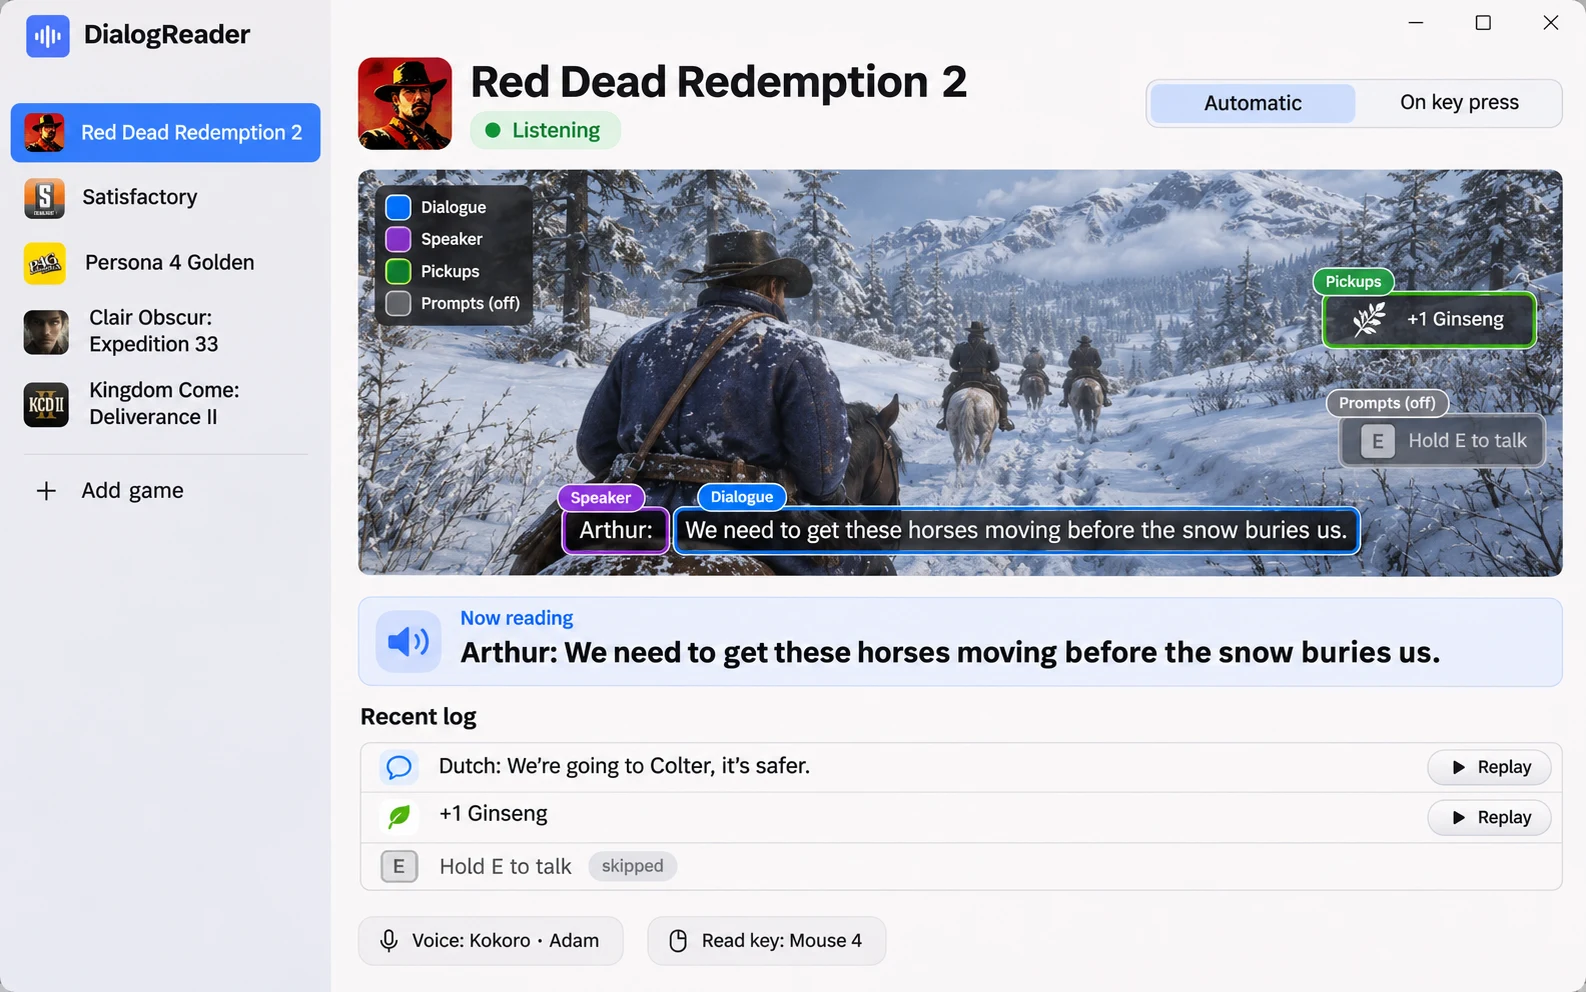 DialogReader
Red Dead Redemption 2
Satisfactory
Persona 4 Golden
Clair Obscur:
Expedition 33
KCD II
Kingdom Come:
Deliverance II
+ Add game
Red Dead Redemption 2
Listening
Automatic
On key press
Dialogue
Speaker
Pickups
Prompts (off)
Pickups
+1 Ginseng
Prompts (off)
E Hold E to talk
Speaker
Dialogue
Arthur: We need to get these horses moving before the snow buries us.
Now reading
Arthur: We need to get these horses moving before the snow buries us.
Recent log
Dutch: We’re going to Colter, it’s safer.
Replay
+1 Ginseng
Replay
E Hold E to talk skipped
Voice: Kokoro · Adam
Read key: Mouse 4